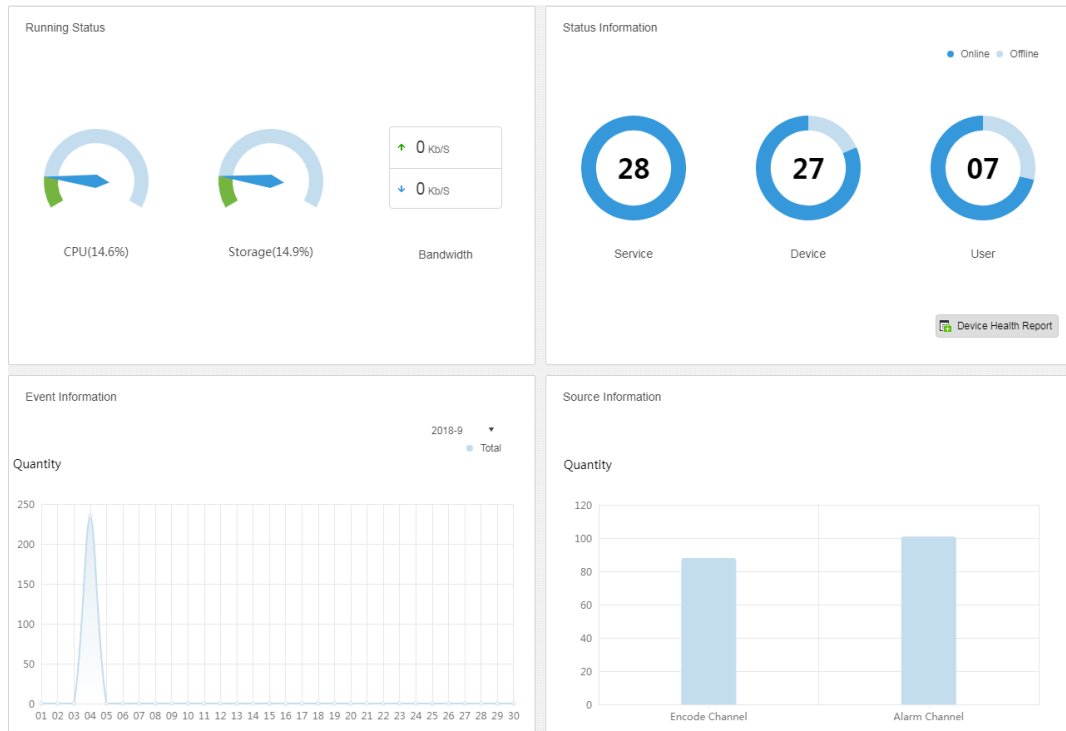 Running Status
0 Kb/S
0 Kb/S
CPU(14.6%)
Storage(14.9%)
Bandwidth
Status Information
Online
Offline
28
27
07
Service
Device
User
Device Health Report
Event Information
2018-9
Total
Quantity
250
200
150
100
50
0
01 02 03 04 05 06 07 08 09 10 11 12 13 14 15 16 17 18 19 20 21 22 23 24 25 26 27 28 29 30
Source Information
Quantity
120
100
80
60
40
20
0
Encode Channel
Alarm Channel